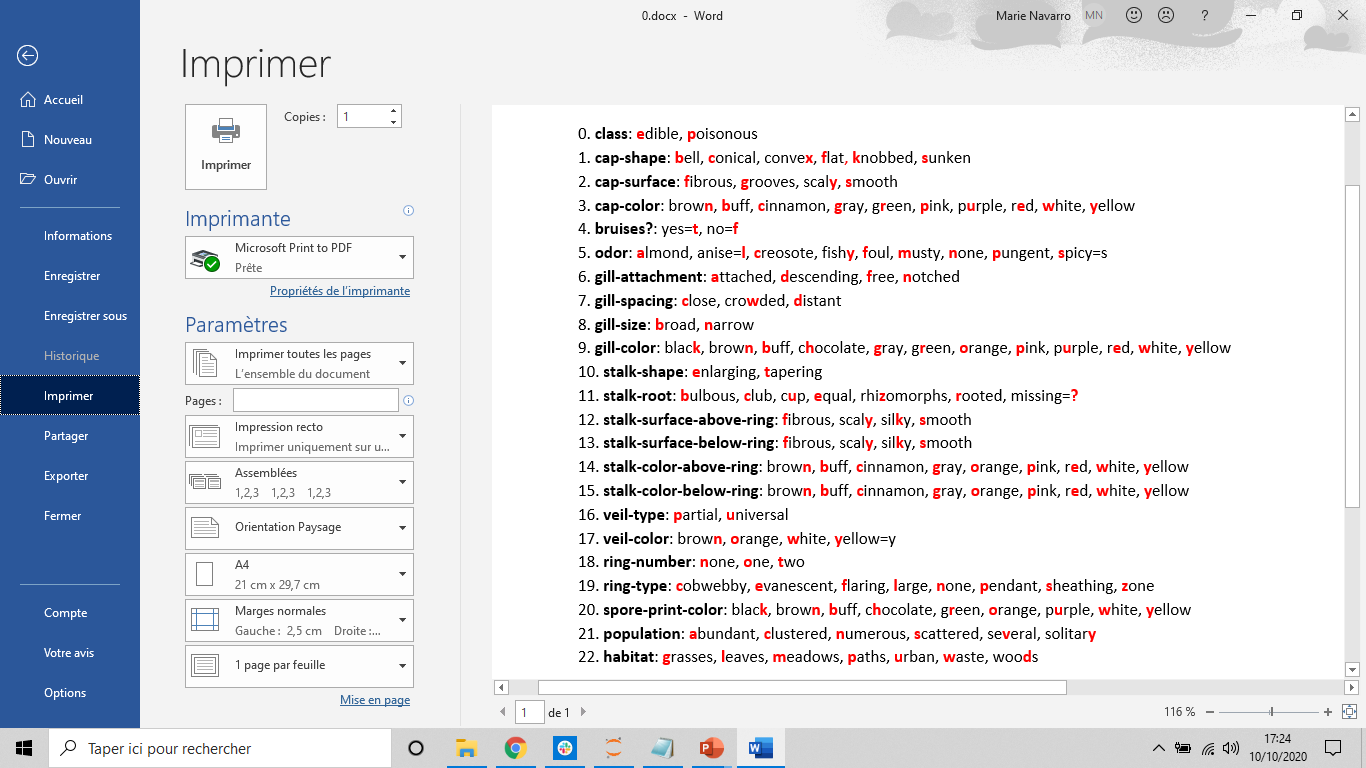 0.docx - Word
Marie Navarro
MN
?
Imprimer
Accueil
Nouveau
Ouvrir
Informations
Enregistrer
Enregistrer sous
Historique
Imprimer
Partager
Exporter
Fermer
Compte
Votre avis
Options
Imprimer
Copies : 1
Imprimante
Microsoft Print to PDF
Prête
Propriétés de l'imprimante
Paramètres
Imprimer toutes les pages
L'ensemble du document
Pages :
Impression recto
Imprimer uniquement sur u...
Assemblées
1,2,3 1,2,3 1,2,3
Orientation Paysage
A4
21 cm x 29,7 cm
Marges normales
Gauche : 2,5 cm Droite :...
1 page par feuille
Mise en page
0. class: edible, poisonous
1. cap-shape: bell, conical, convex, flat, knobbed, sunken
2. cap-surface: fibrous, grooves, scaly, smooth
3. cap-color: brown, buff, cinnamon, gray, green, pink, purple, red, white, yellow
4. bruises?: yes=t, no=f
5. odor: almond, anise=l, creosote, fishy, foul, musty, none, pungent, spicy=s
6. gill-attachment: attached, descending, free, notched
7. gill-spacing: close, crowded, distant
8. gill-size: broad, narrow
9. gill-color: black, brown, buff, chocolate, gray, green, orange, pink, purple, red, white, yellow
10. stalk-shape: enlarging, tapering
11. stalk-root: bulbous, club, cup, equal, rhizomorphs, rooted, missing=?
12. stalk-surface-above-ring: fibrous, scaly, silky, smooth
13. stalk-surface-below-ring: fibrous, scaly, silky, smooth
14. stalk-color-above-ring: brown, buff, cinnamon, gray, orange, pink, red, white, yellow
15. stalk-color-below-ring: brown, buff, cinnamon, gray, orange, pink, red, white, yellow
16. veil-type: partial, universal
17. veil-color: brown, orange, white, yellow=y
18. ring-number: none, one, two
19. ring-type: cobwebby, evanescent, flaring, large, none, pendant, sheathing, zone
20. spore-print-color: black, brown, buff, chocolate, green, orange, purple, white, yellow
21. population: abundant, clustered, numerous, scattered, several, solitary
22. habitat: grasses, leaves, meadows, paths, urban, waste, woods
1 de 1
116 %
Taper ici pour rechercher
17:24
10/10/2020